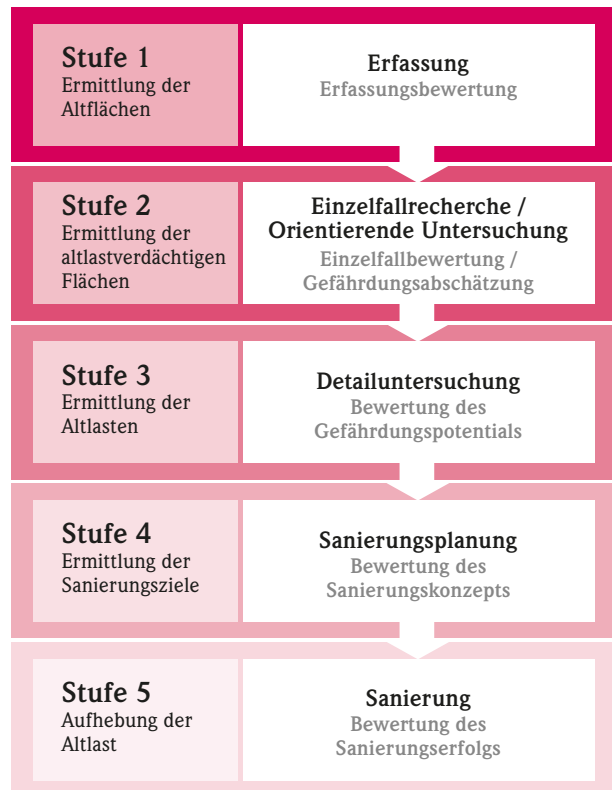 Stufe 1
Ermittlung der
Altflächen
Erfassung
Erfassungsbewertung
Stufe 2
Ermittlung der
altlastverdächtigen
Flächen
Einzelfallrecherche /
Orientierende Untersuchung
Einzelfallbewertung /
Gefährdungsabschätzung
Stufe 3
Ermittlung der
Altlasten
Detailuntersuchung
Bewertung des
Gefährdungspotentials
Stufe 4
Ermittlung der
Sanierungsziele
Sanierungsplanung
Bewertung des
Sanierungskonzepts
Stufe 5
Aufhebung der
Altlast
Sanierung
Bewertung des
Sanierungserfolgs